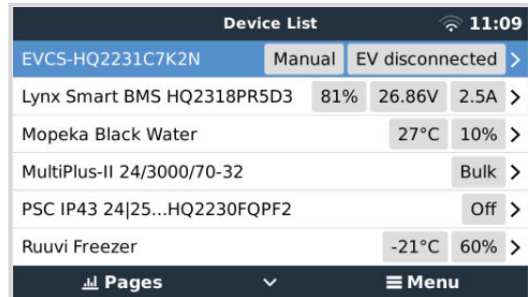 Device List 11:09
EVCS-HQ2231C7K2N Manual EV disconnected >
Lynx Smart BMS HQ2318PR5D3 81% 26.86V 2.5A >
Mopeka Black Water 27°C 10% >
MultiPlus-II 24/3000/70-32 Bulk >
PSC IP43 24|25...HQ2230FQPF2 Off >
Ruuvi Freezer -21°C 60% >
Pages Menu